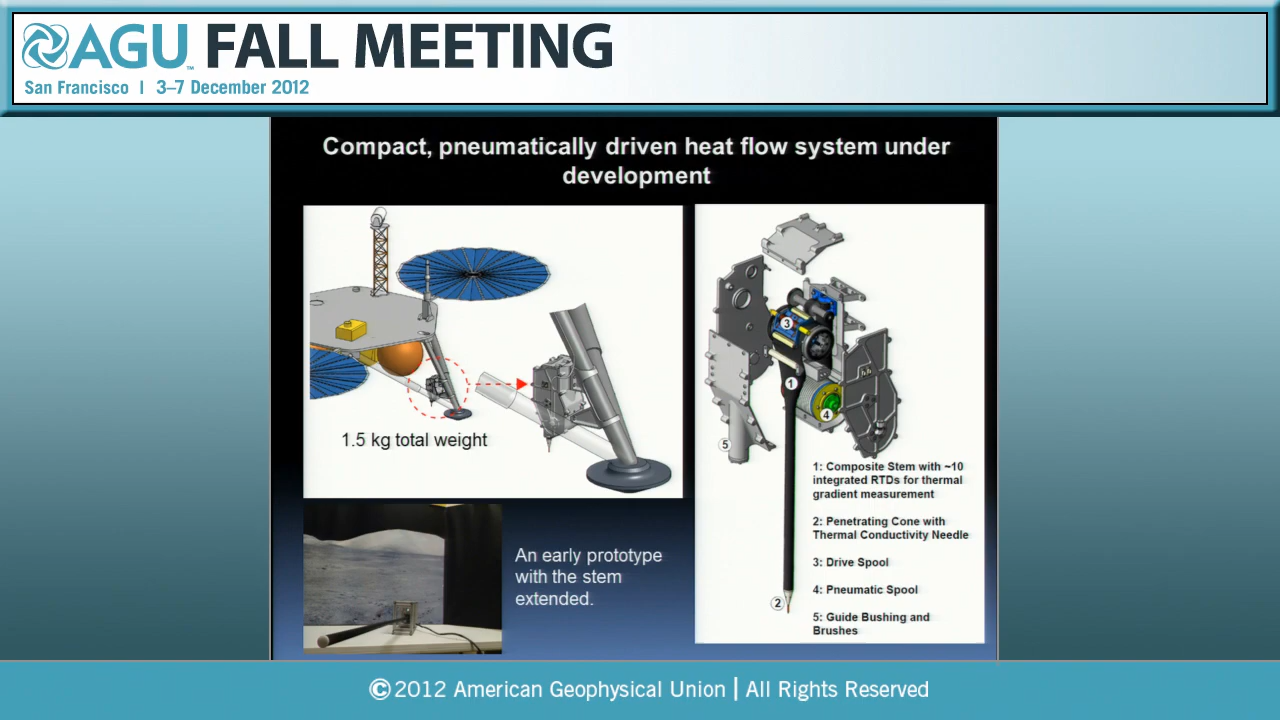 AGU™ FALL MEETING
San Francisco | 3–7 December 2012
Compact, pneumatically driven heat flow system under
development
1.5 kg total weight
An early prototype
with the stem
extended.
3
1
4
5
2
1: Composite Stem with ~10
integrated RTDs for thermal
gradient measurement
2: Penetrating Cone with
Thermal Conductivity Needle
3: Drive Spool
4: Pneumatic Spool
5: Guide Bushing and
Brushes
©2012 American Geophysical Union | All Rights Reserved